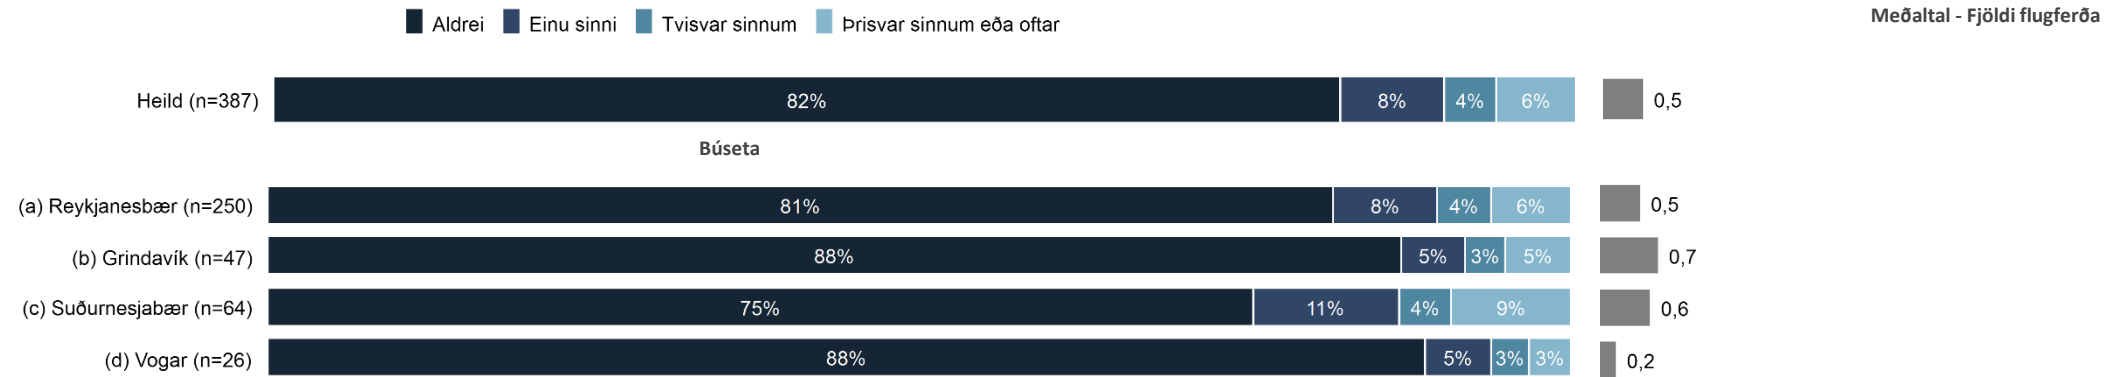 Aldrei Einu sinni Tvisvar sinnum Þrisvar sinnum eða oftar Meðaltal - Fjöldi flugferða
Heild (n=387) 82% 8% 4% 6% 0,5
Búseta
(a) Reykjanesbær (n=250) 81% 8% 4% 6% 0,5
(b) Grindavík (n=47) 88% 5% 3% 5% 0,7
(c) Suðurnesjabær (n=64) 75% 11% 4% 9% 0,6
(d) Vogar (n=26) 88% 5% 3% 3% 0,2